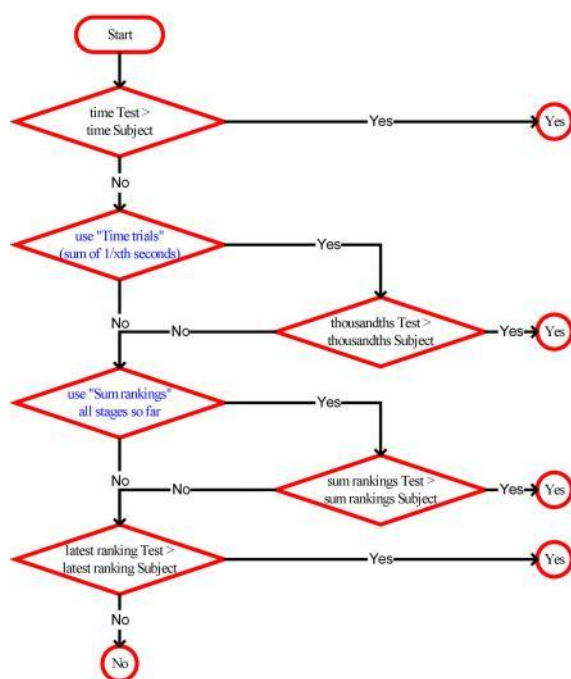 Start
time Test >
time Subject
Yes
Yes
No
use "Time trials"
(sum of 1/xth seconds)
Yes
No
No
thousandths Test >
thousandths Subject
Yes
Yes
use "Sum rankings"
all stages so far
Yes
No
No
sum rankings Test >
sum rankings Subject
Yes
Yes
latest ranking Test >
latest ranking Subject
Yes
Yes
No
No